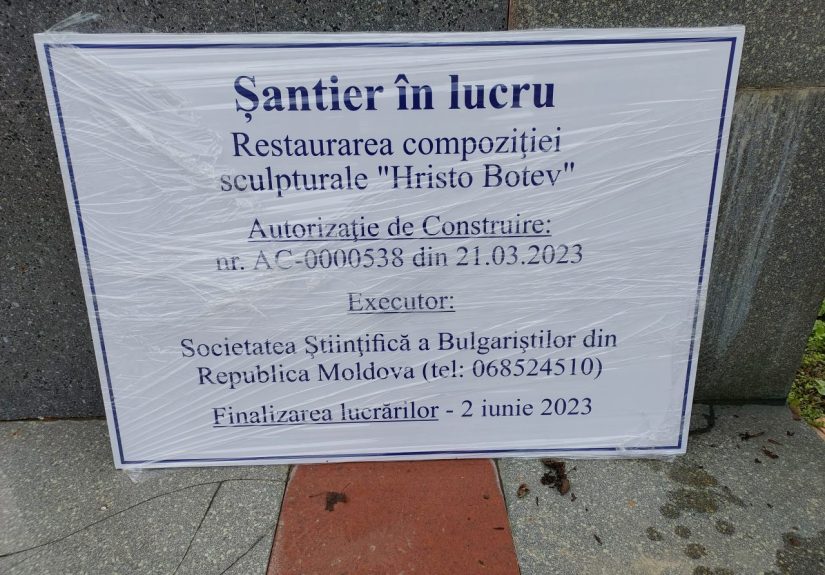 Șantier în lucru
Restaurarea compoziţiei
sculpturale "Hristo Botev"
Autorizaţie de Construire:
nr. AC-0000538 din 21.03.2023
Executor:
Societatea Ştiinţifică a Bulgariştilor din
Republica Moldova (tel: 068524510)
Finalizarea lucrărilor - 2 iunie 2023